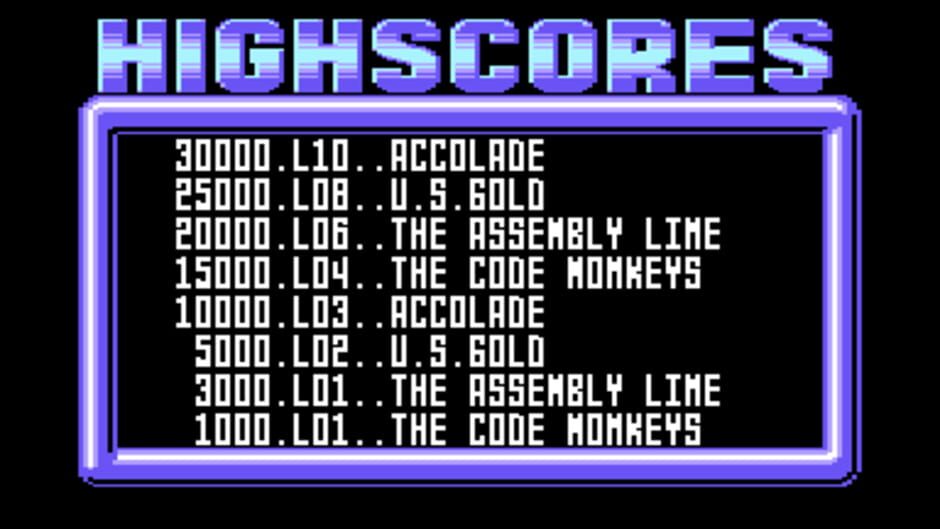 HIGHSCORES
30000.L10..ACCOLADE
25000.L08..U.S.GOLD
20000.L06..THE ASSEMBLY LINE
15000.L04..THE CODE MONKEYS
10000.L03..ACCOLADE
5000.L02..U.S.GOLD
3000.L01..THE ASSEMBLY LINE
1000.L01..THE CODE MONKEYS